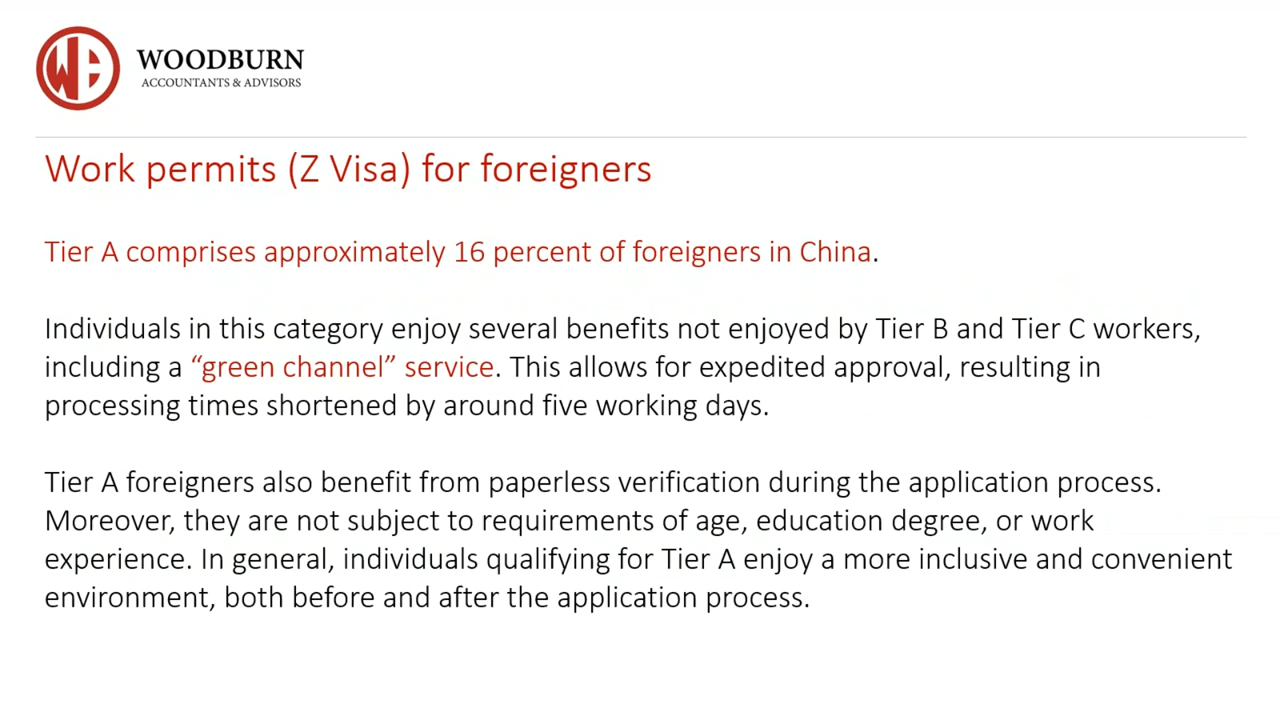 WOODBURN
ACCOUNTANTS & ADVISORS
Work permits (Z Visa) for foreigners
Tier A comprises approximately 16 percent of foreigners in China.
Individuals in this category enjoy several benefits not enjoyed by Tier B and Tier C workers,
including a “green channel” service. This allows for expedited approval, resulting in
processing times shortened by around five working days.
Tier A foreigners also benefit from paperless verification during the application process.
Moreover, they are not subject to requirements of age, education degree, or work
experience. In general, individuals qualifying for Tier A enjoy a more inclusive and convenient
environment, both before and after the application process.